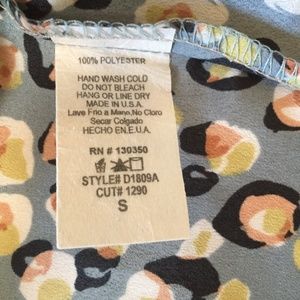 100% POLYESTER
HAND WASH COLD
DO NOT BLEACH
HANG OR LINE DRY
MADE IN U.S.A.
Lave Frio a Mano,No Cloro
Secar Colgado
HECHO EN.E.U.A.
RN # 130350
STYLE# D1809A
CUT# 1290
S